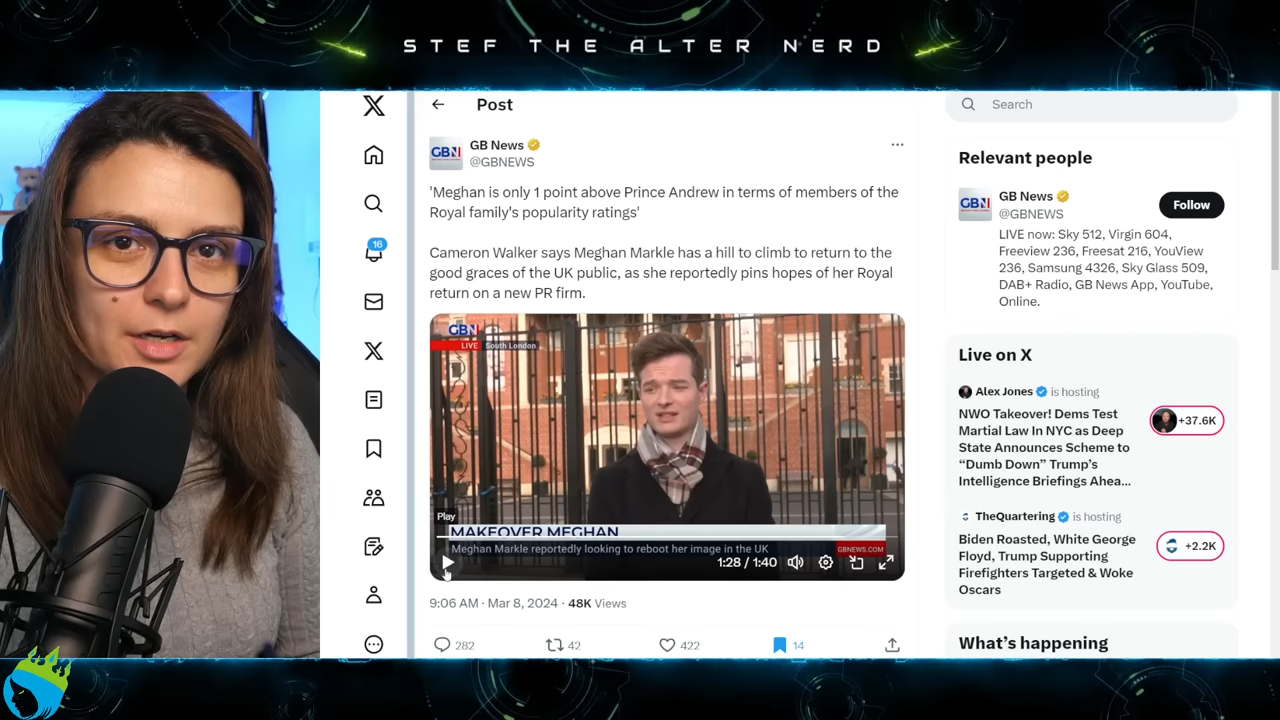 STEF THE ALTER NERD
Post
GBN
GB News
@GBNEWS
'Meghan is only 1 point above Prince Andrew in terms of members of the
Royal family's popularity ratings'
Cameron Walker says Meghan Markle has a hill to climb to return to the
good graces of the UK public, as she reportedly pins hopes of her Royal
return on a new PR firm.
GBN
LIVE South London
Play
MAKEOVER MEGHAN
Meghan Markle reportedly looking to reboot her image in the UK
GBNEWS.COM
1:28 / 1:40
9:06 AM · Mar 8, 2024 · 48K Views
282
42
422
14
16
Search
Relevant people
GBN
GB News
@GBNEWS
Follow
LIVE now: Sky 512, Virgin 604,
Freeview 236, Freesat 216, YouView
236, Samsung 4326, Sky Glass 509,
DAB+ Radio, GB News App, YouTube,
Online.
Live on X
Alex Jones is hosting
NWO Takeover! Dems Test
Martial Law In NYC as Deep
State Announces Scheme to
“Dumb Down” Trump’s
Intelligence Briefings Ahea...
+37.6K
TheQuartering is hosting
Biden Roasted, White George
Floyd, Trump Supporting
Firefighters Targeted & Woke
Oscars
+2.2K
What’s happening